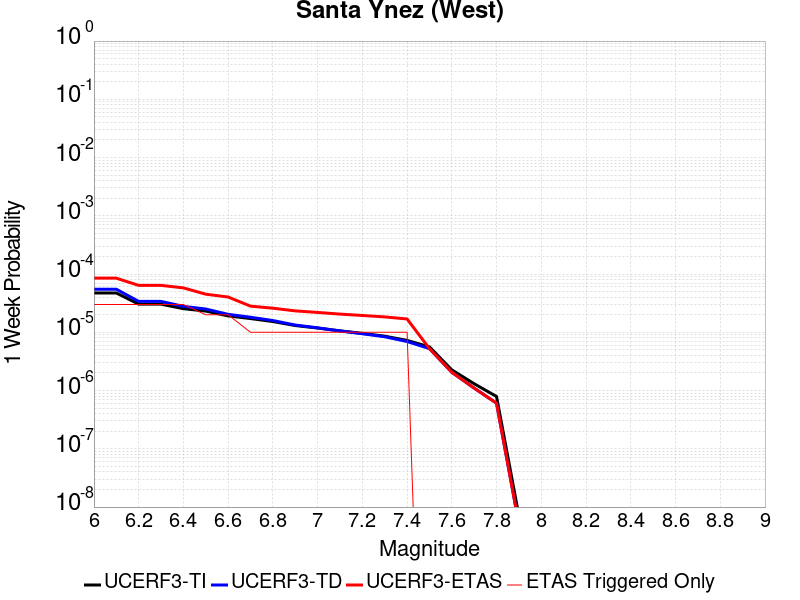 Santa Ynez (West)
10^0
10^-1
10^-2
10^-3
10^-4
10^-5
10^-6
10^-7
10^-8
1 Week Probability
6 6.2 6.4 6.6 6.8 7 7.2 7.4 7.6 7.8 8 8.2 8.4 8.6 8.8 9
Magnitude
UCERF3-TI UCERF3-TD UCERF3-ETAS ETAS Triggered Only